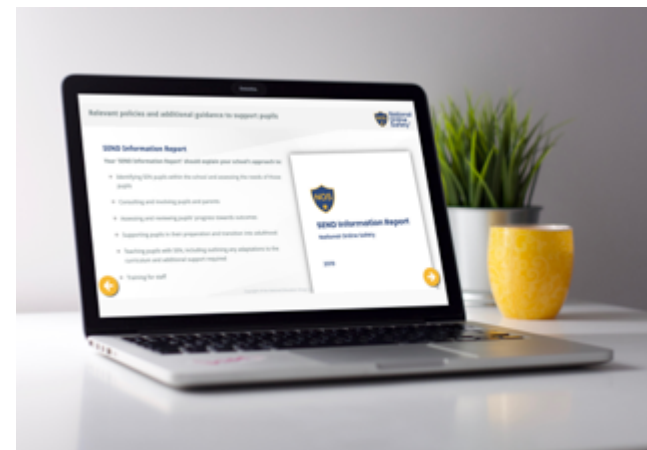 Relevant policies and additional guidance to support pupils
National
Online
Safety
SEND Information Report
Your 'SEND Information Report' should explain your school's approach to:
Identifying SEN pupils within the school and assessing the needs of those
pupils
Consulting and involving pupils and parents
Assessing and reviewing pupils' progress towards outcomes
Supporting pupils in their preparation and transition into adulthood
Teaching pupils with SEN, including outlining any adaptations to the
curriculum and additional support required
Training for staff
NOS
SEND Information Report
National Online Safety